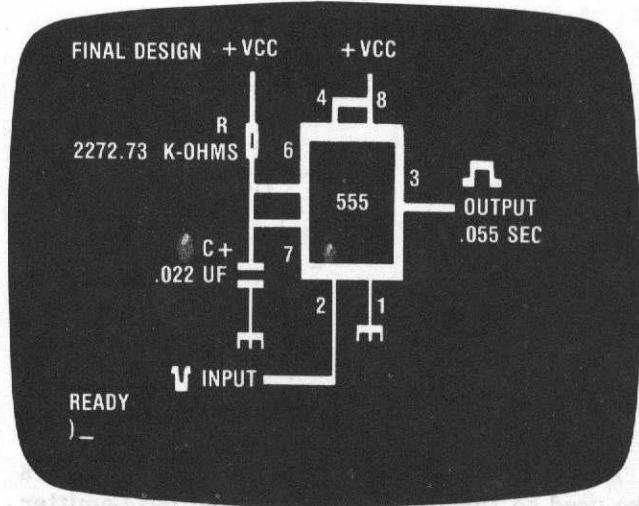 FINAL DESIGN +VCC +VCC
4 8
R
2272.73 K-OHMS 6
3
555
OUTPUT
.055 SEC
C+ 7
.022 UF
2 1
INPUT
READY
)_